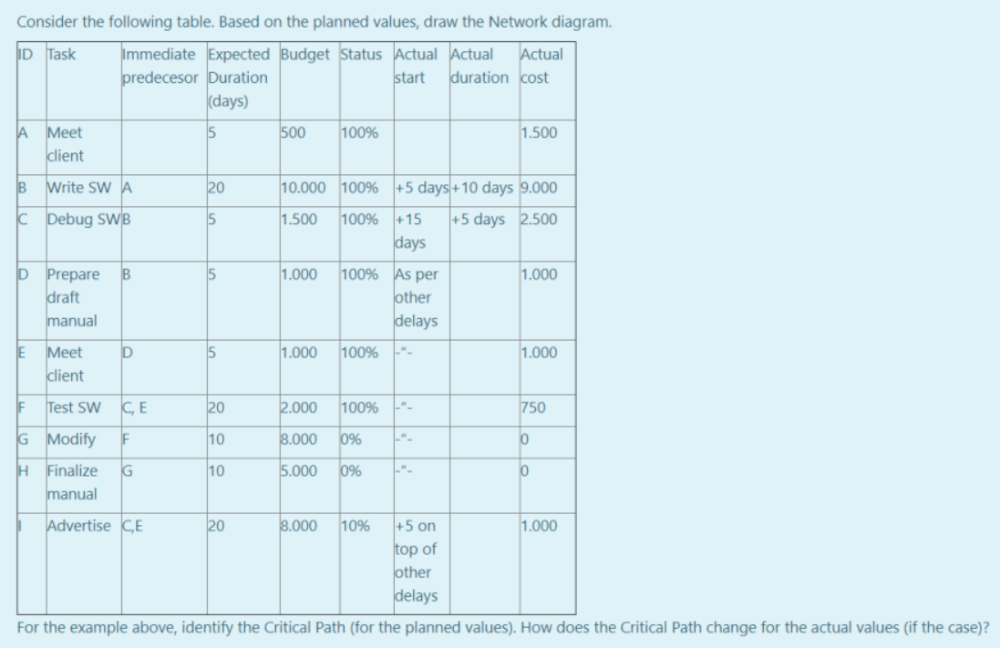 Consider the following table. Based on the planned values, draw the Network diagram.
ID Task Immediate Expected Budget Status Actual Actual Actual
predecesor Duration start duration cost
(days)
A Meet 5 500 100% 1.500
client
B Write SW A 20 10.000 100% +5 days +10 days 9.000
C Debug SW B 5 1.500 100% +15 +5 days 2.500
days
D Prepare B 5 1.000 100% As per 1.000
draft other
manual delays
E Meet D 5 1.000 100% -"- 1.000
client
F Test SW C, E 20 2.000 100% -"- 750
G Modify F 10 8.000 0% -"- 0
H Finalize G 10 5.000 0% -"- 0
manual
I Advertise C,E 20 8.000 10% +5 on 1.000
top of
other
delays
For the example above, identify the Critical Path (for the planned values). How does the Critical Path change for the actual values (if the case)?